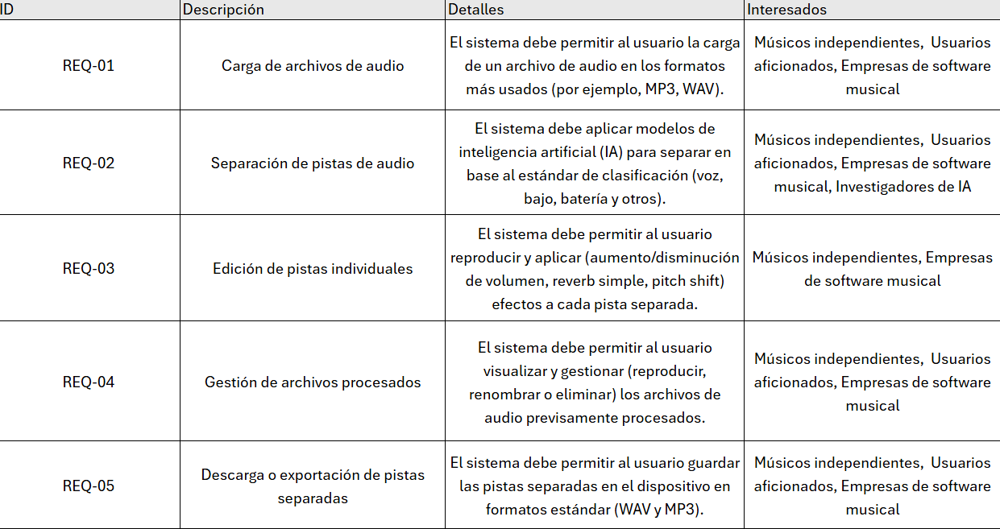 ID
Descripción
Detalles
Interesados
REQ-01
Carga de archivos de audio
El sistema debe permitir al usuario la carga
de un archivo de audio en los formatos
más usados (por ejemplo, MP3, WAV).
Músicos independientes,  Usuarios
aficionados, Empresas de software
musical
REQ-02
Separación de pistas de audio
El sistema debe aplicar modelos de
inteligencia artificial (IA) para separar en
base al estándar de clasificación (voz,
bajo, batería y otros).
Músicos independientes,  Usuarios
aficionados, Empresas de software
musical, Investigadores de IA
REQ-03
Edición de pistas individuales
El sistema debe permitir al usuario
reproducir y aplicar (aumento/disminución
de volumen, reverb simple, pitch shift)
efectos a cada pista separada.
Músicos independientes, Empresas
de software musical
REQ-04
Gestión de archivos procesados
El sistema debe permitir al usuario
visualizar y gestionar (reproducir,
renombrar o eliminar) los archivos de
audio previsamente procesados.
Músicos independientes,  Usuarios
aficionados, Empresas de software
musical
REQ-05
Descarga o exportación de pistas
separadas
El sistema debe permitir al usuario guardar
las pistas separadas en el dispositivo en
formatos estándar (WAV y MP3).
Músicos independientes,  Usuarios
aficionados, Empresas de software
musical